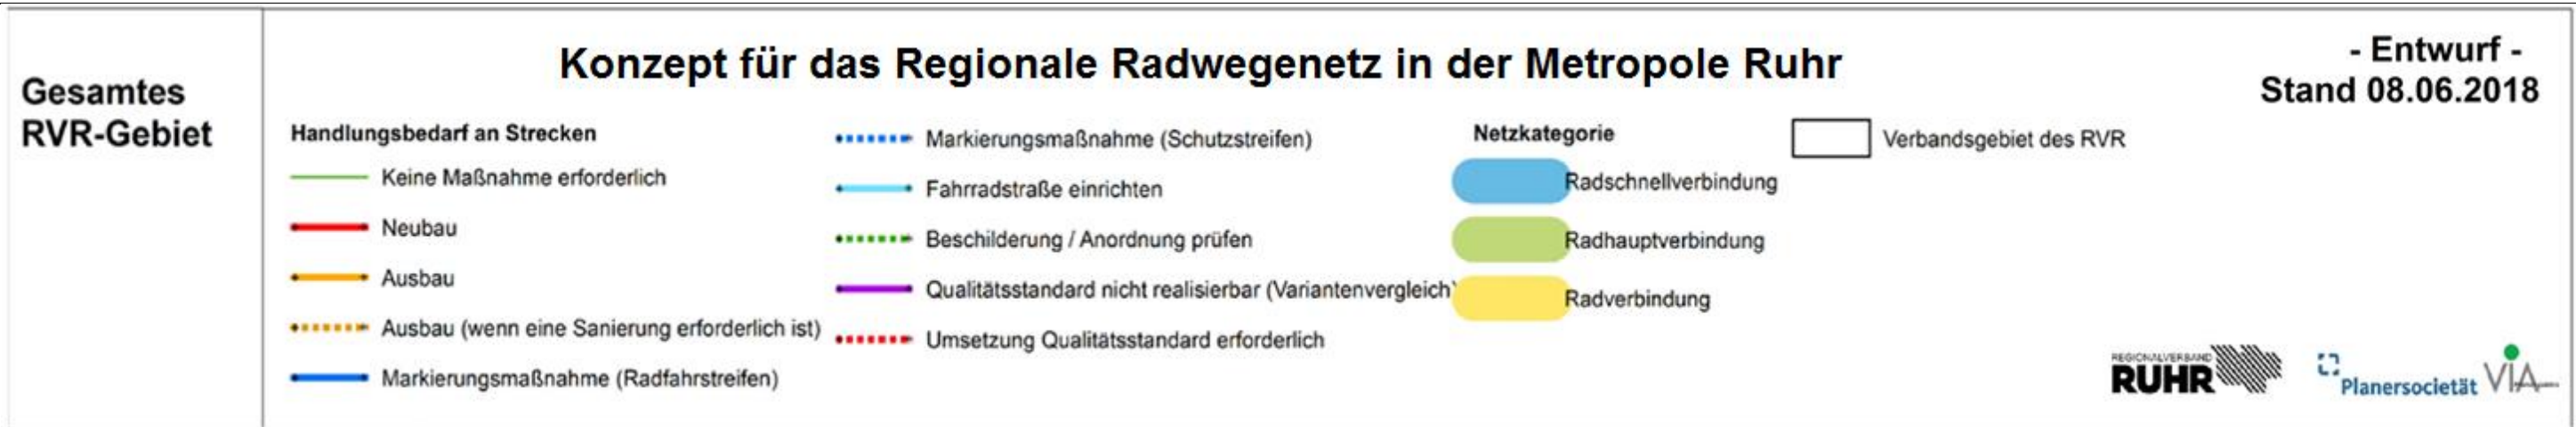 Gesamtes
RVR-Gebiet
Konzept für das Regionale Radwegenetz in der Metropole Ruhr
- Entwurf -
Stand 08.06.2018
Handlungsbedarf an Strecken
Keine Maßnahme erforderlich
Neubau
Ausbau
Ausbau (wenn eine Sanierung erforderlich ist)
Markierungsmaßnahme (Radfahrstreifen)
Markierungsmaßnahme (Schutzstreifen)
Fahrradstraße einrichten
Beschilderung / Anordnung prüfen
Qualitätsstandard nicht realisierbar (Variantenvergleich)
Umsetzung Qualitätsstandard erforderlich
Netzkategorie
Radschnellverbindung
Radhauptverbindung
Radverbindung
Verbandsgebiet des RVR
REGIONALVERBAND
RUHR
Planersocietät
VIA